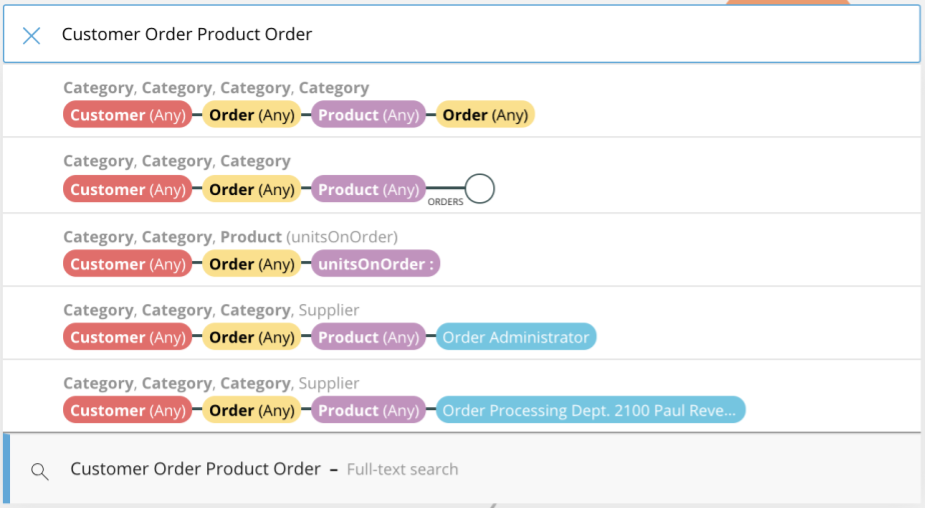 Customer Order Product Order
Category, Category, Category, Category
Customer (Any) Order (Any) Product (Any) Order (Any)
Category, Category, Category
Customer (Any) Order (Any) Product (Any) ORDERS
Category, Category, Product (unitsOnOrder)
Customer (Any) Order (Any) unitsOnOrder :
Category, Category, Category, Supplier
Customer (Any) Order (Any) Product (Any) Order Administrator
Category, Category, Category, Supplier
Customer (Any) Order (Any) Product (Any) Order Processing Dept. 2100 Paul Reve...
Customer Order Product Order – Full-text search